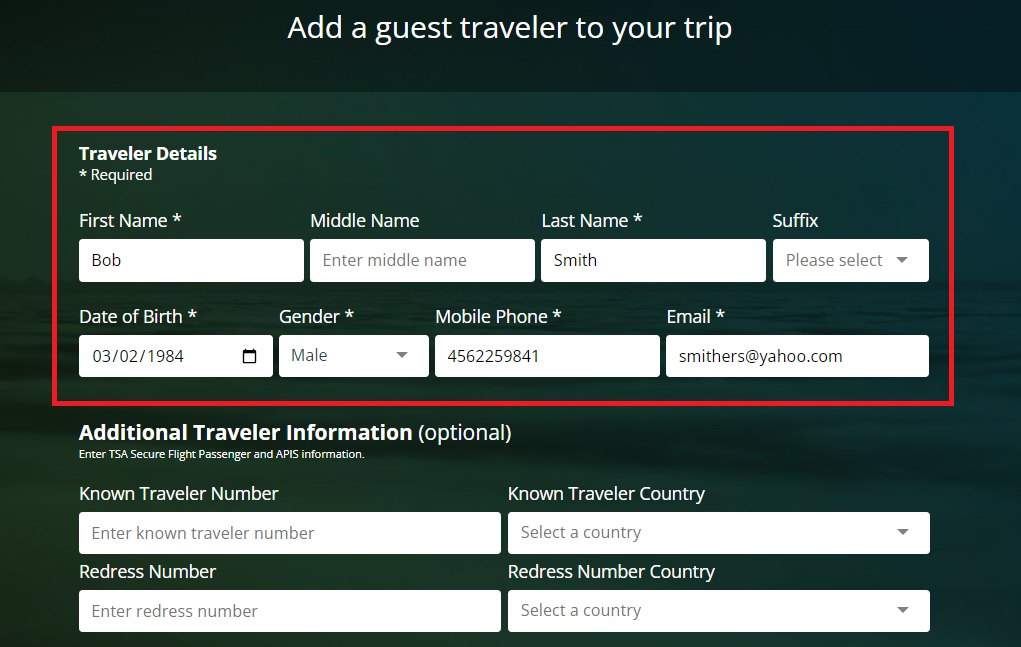 Add a guest traveler to your trip
Traveler Details
* Required
First Name * Middle Name Last Name * Suffix
Bob Enter middle name Smith Please select
Date of Birth * Gender * Mobile Phone * Email *
03/02/1984 Male 4562259841 smithers@yahoo.com
Additional Traveler Information (optional)
Enter TSA Secure Flight Passenger and APIS information.
Known Traveler Number Known Traveler Country
Enter known traveler number Select a country
Redress Number Redress Number Country
Enter redress number Select a country